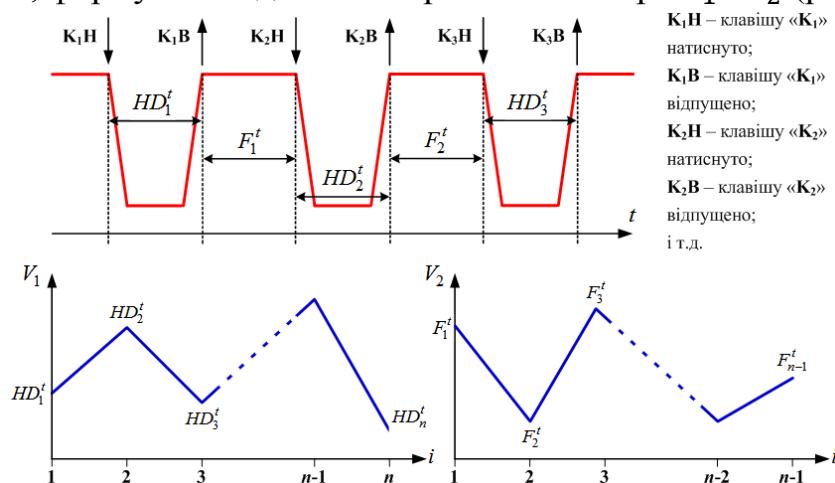 K₁H K₁B K₂H K₂B K₃H K₃B
HD₁ᵗ F₁ᵗ HD₂ᵗ F₂ᵗ HD₃ᵗ
t
K₁H – клавішу «K₁»
натиснуто;
K₁B – клавішу «K₁»
відпущено;
K₂H – клавішу «K₂»
натиснуто;
K₂B – клавішу «K₂»
відпущено;
і т.д.
V₁
HD₁ᵗ HD₂ᵗ HD₃ᵗ HDₙᵗ
1 2 3 n-1 n i
V₂
F₁ᵗ F₂ᵗ F₃ᵗ Fₙ₋₁ᵗ
1 2 3 n-2 n-1 i